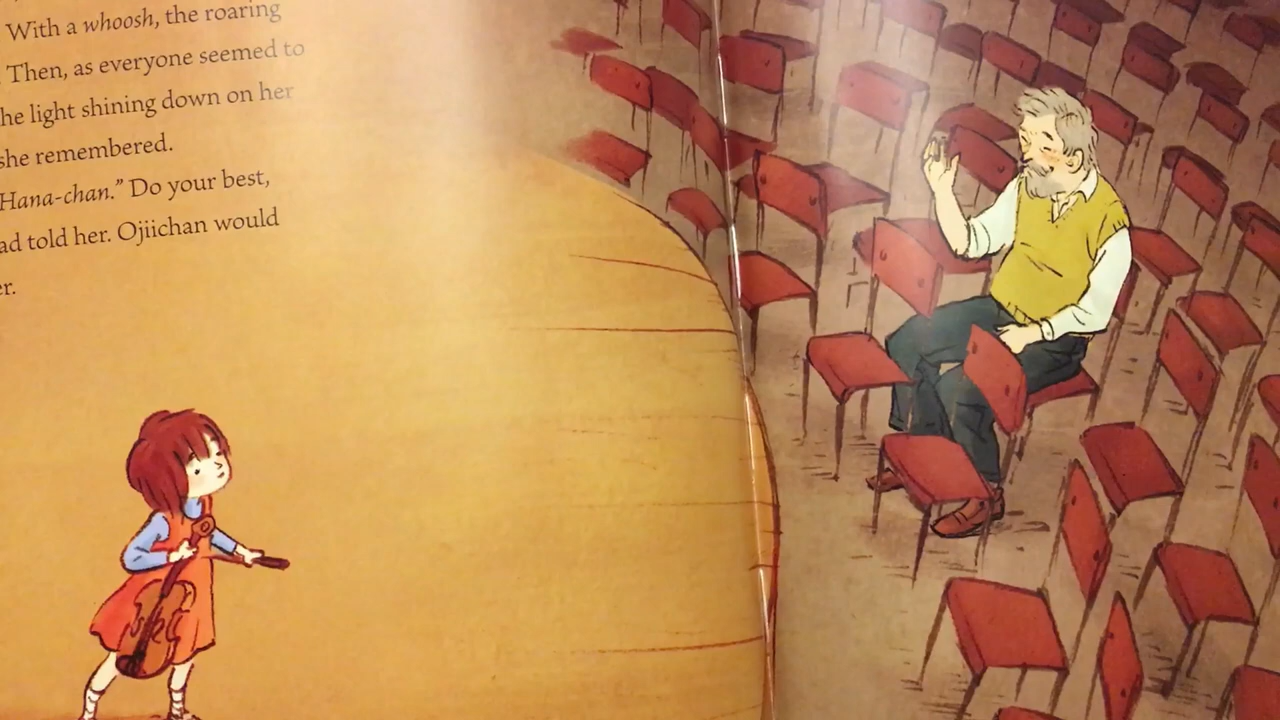 With a whoosh, the roaring
Then, as everyone seemed to
he light shining down on her
she remembered.
Hana-chan.” Do your best,
ad told her. Ojiichan would
er.